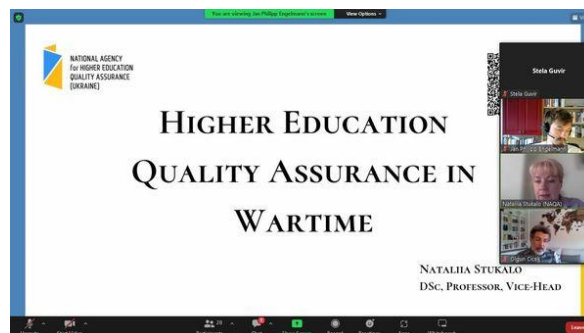 You are viewing Jan Philipp Engelmann's screen
View Options
NATIONAL AGENCY
for HIGHER EDUCATION
QUALITY ASSURANCE
(UKRAINE)
HIGHER EDUCATION
QUALITY ASSURANCE IN
WARTIME
NATALIIA STUKALO
DSC, PROFESSOR, VICE-HEAD
Stela Guvir
Stela Guvir
Jan Philipp Engelmann
Nataliia Stukalo (NAQA)